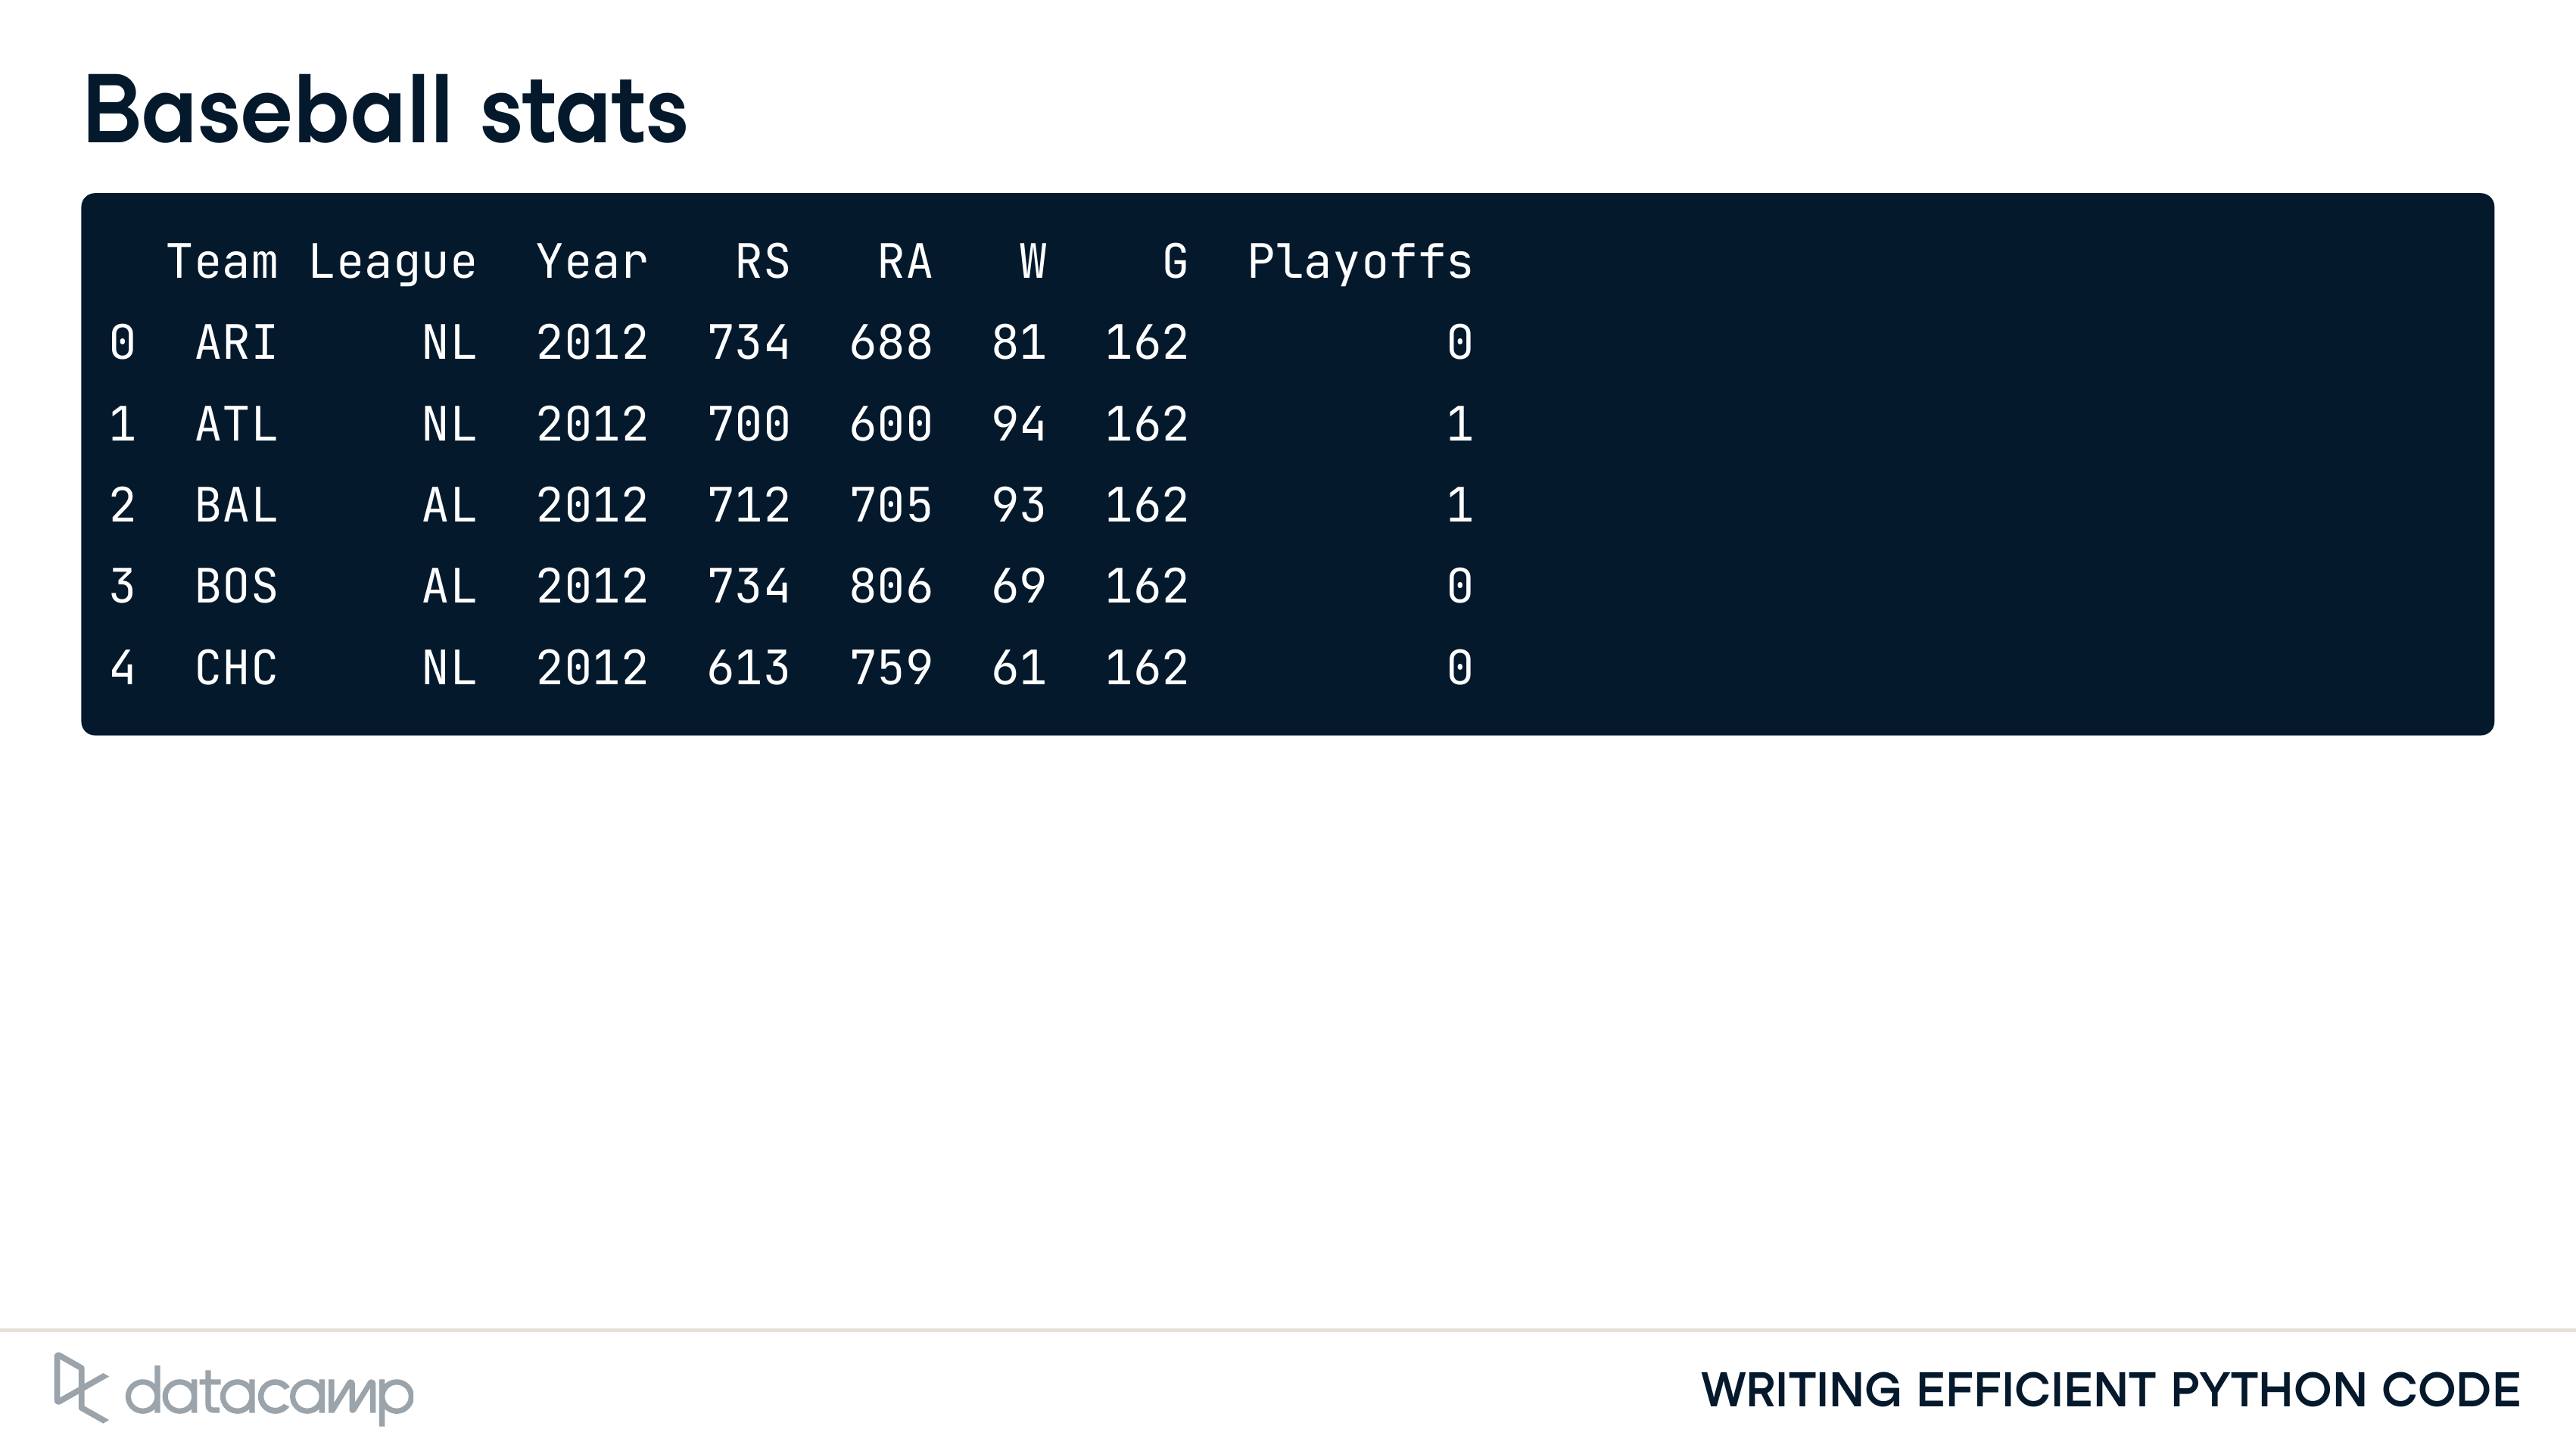 Baseball stats
Team League Year RS RA W G Playoffs
0 ARI NL 2012 734 688 81 162 0
1 ATL NL 2012 700 600 94 162 1
2 BAL AL 2012 712 705 93 162 1
3 BOS AL 2012 734 806 69 162 0
4 CHC NL 2012 613 759 61 162 0
datacamp
WRITING EFFICIENT PYTHON CODE